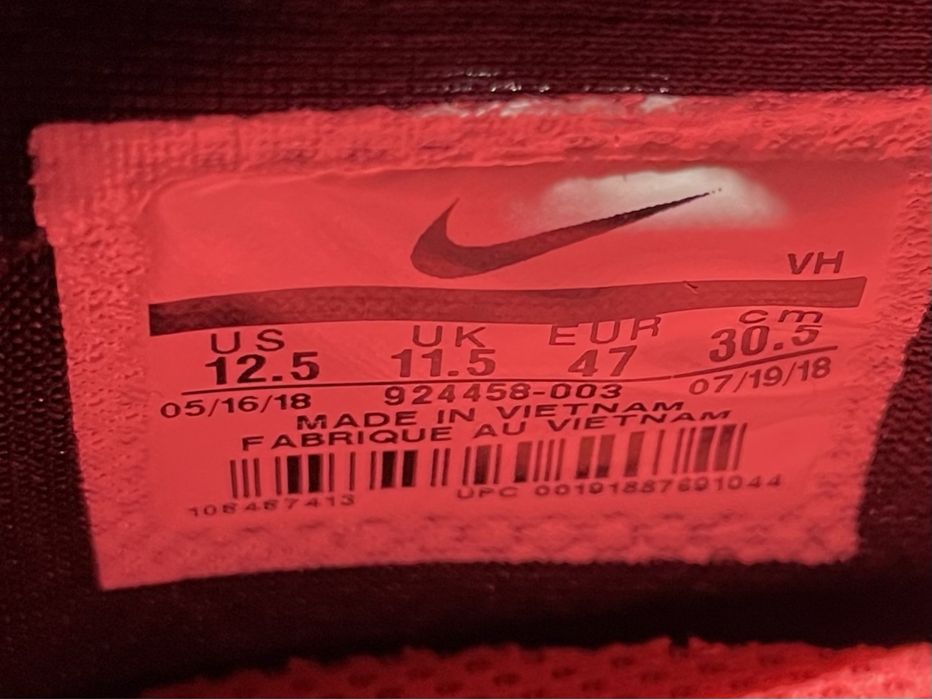 VH
US UK EUR cm
12.5 11.5 47 30.5
05/16/18 924458-003 07/19/18
MADE IN VIETNAM
FABRIQUE AU VIETNAM
108487413 UPC 00191887691044